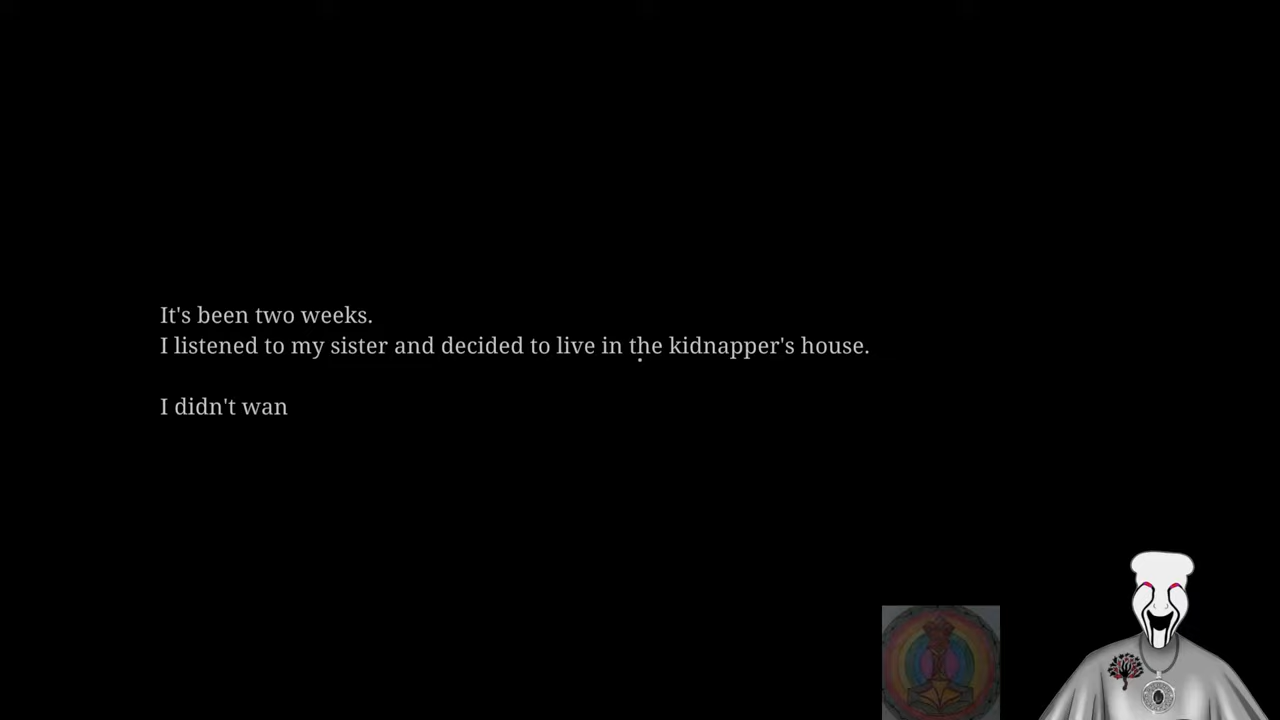 It's been two weeks.
I listened to my sister and decided to live in the kidnapper's house.
I didn't wan